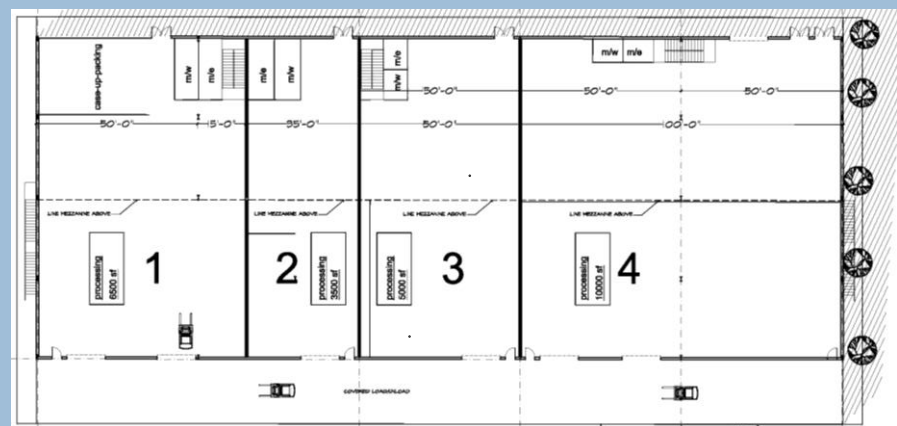 case-up-packing
m/w
m/e
m/e
m/w
m/e
m/w
m/w
m/e
50'-0"
50'-0"
50'-0"
50'-0"
15'-0"
35'-0"
50'-0"
100'-0"
LINE MEZZANINE ABOVE
LINE MEZZANINE ABOVE
LINE MEZZANINE ABOVE
LINE MEZZANINE ABOVE
processing
6500 sf
1
2
processing
3500 sf
processing
5000 sf
3
processing
10000 sf
4